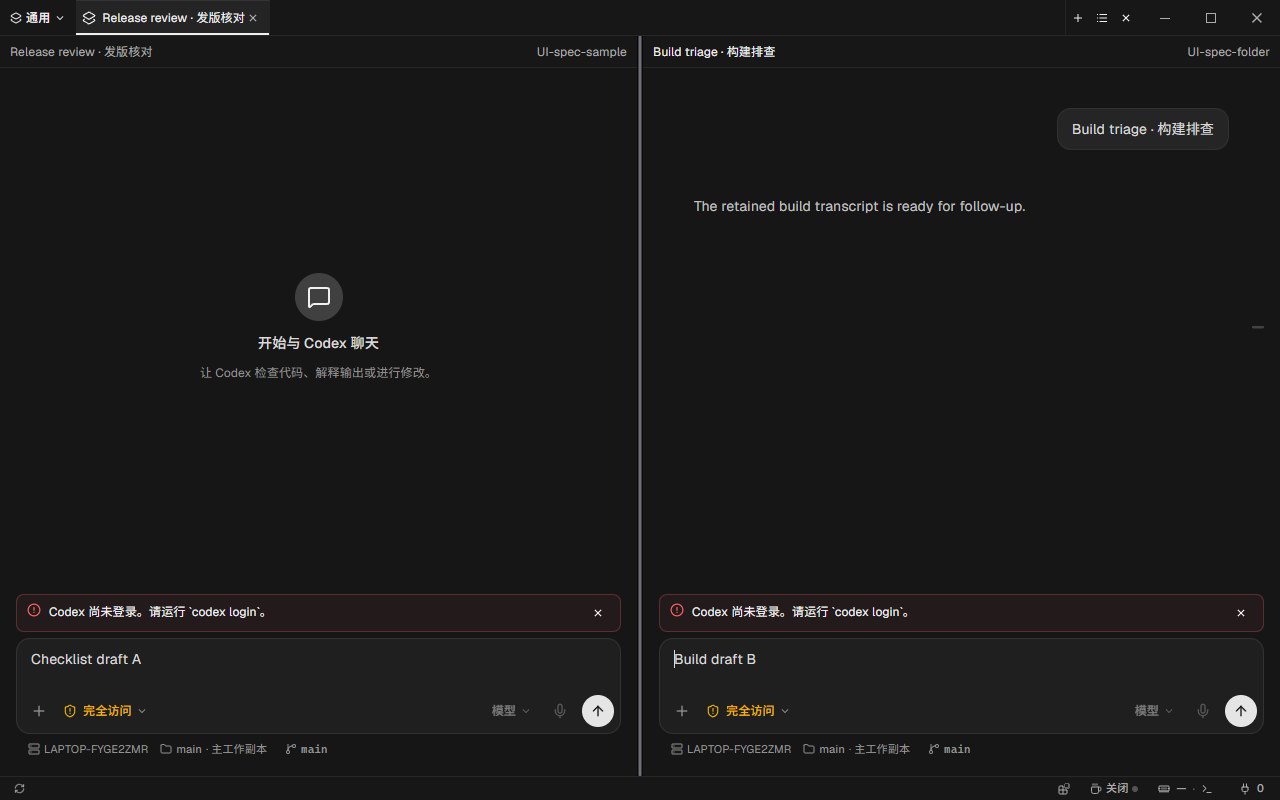 通用
Release review · 发版核对
Release review · 发版核对
UI-spec-sample
Build triage · 构建排查
UI-spec-folder
Build triage · 构建排查
The retained build transcript is ready for follow-up.
开始与 Codex 聊天
让 Codex 检查代码、解释输出或进行修改。
Codex 尚未登录。请运行 `codex login`。
Checklist draft A
完全访问
模型
LAPTOP-FYGE2ZMR
main · 主工作副本
main
Codex 尚未登录。请运行 `codex login`。
Build draft B
完全访问
模型
LAPTOP-FYGE2ZMR
main · 主工作副本
main
关闭
— ·
0